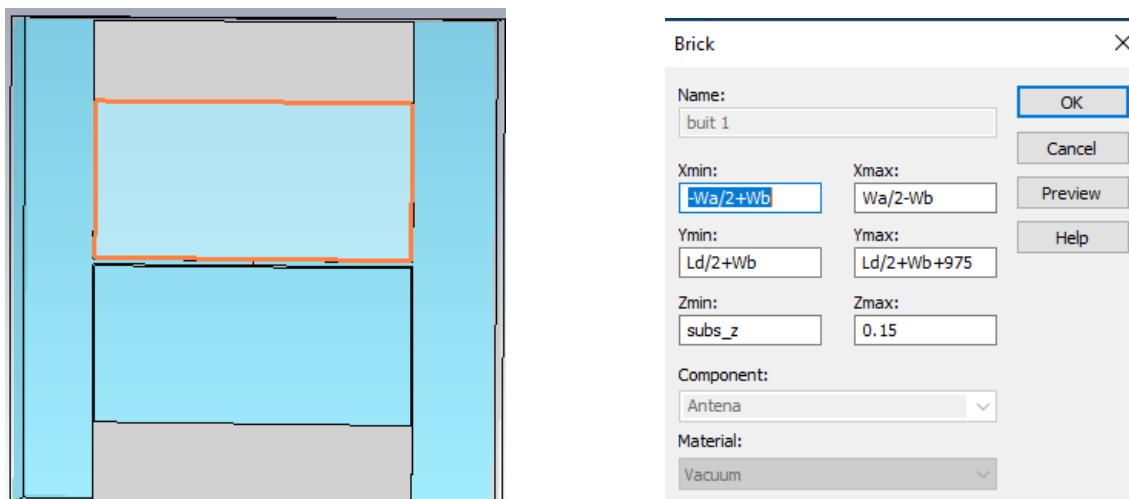 Brick
Name:
OK
buit 1
Cancel
Xmin:
Xmax:
-Wa/2+Wb
Wa/2-Wb
Preview
Ymin:
Ymax:
Help
Ld/2+Wb
Ld/2+Wb+975
Zmin:
Zmax:
subs_z
0.15
Component:
Antena
Material:
Vacuum